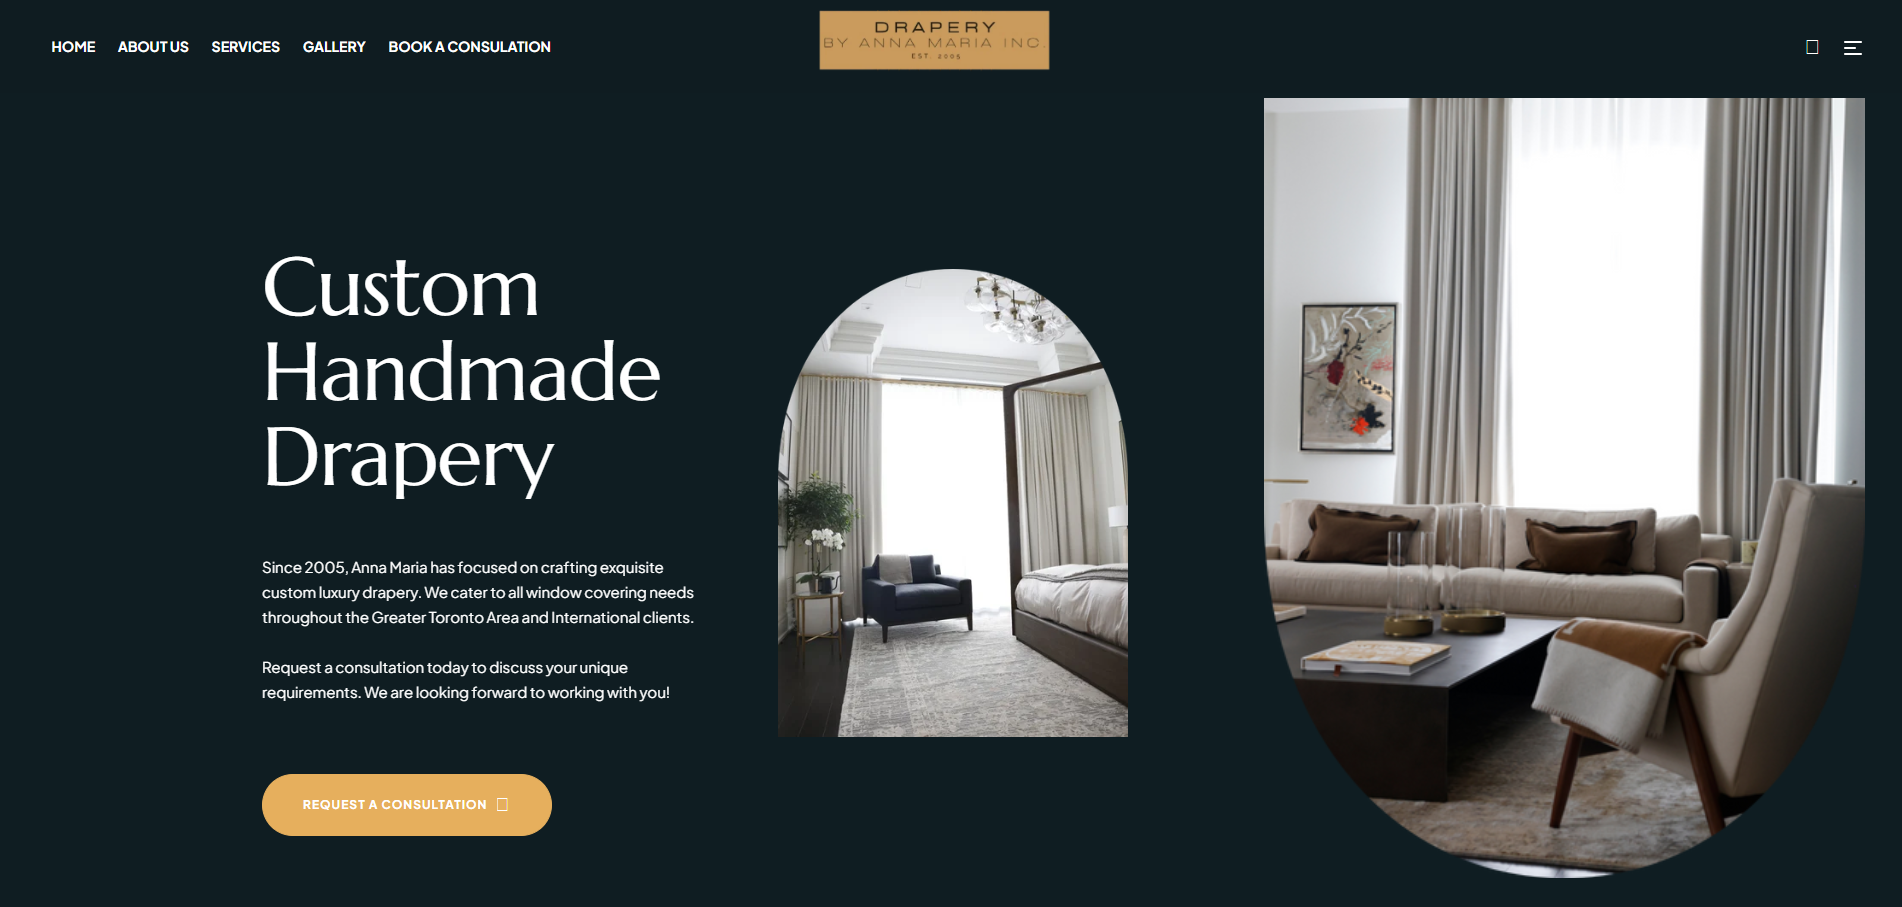 HOME ABOUT US SERVICES GALLERY BOOK A CONSULATION
DRAPERY
BY ANNA MARIA INC.
EST. 2005
Custom
Handmade
Drapery
Since 2005, Anna Maria has focused on crafting exquisite
custom luxury drapery. We cater to all window covering needs
throughout the Greater Toronto Area and International clients.
Request a consultation today to discuss your unique
requirements. We are looking forward to working with you!
REQUEST A CONSULTATION